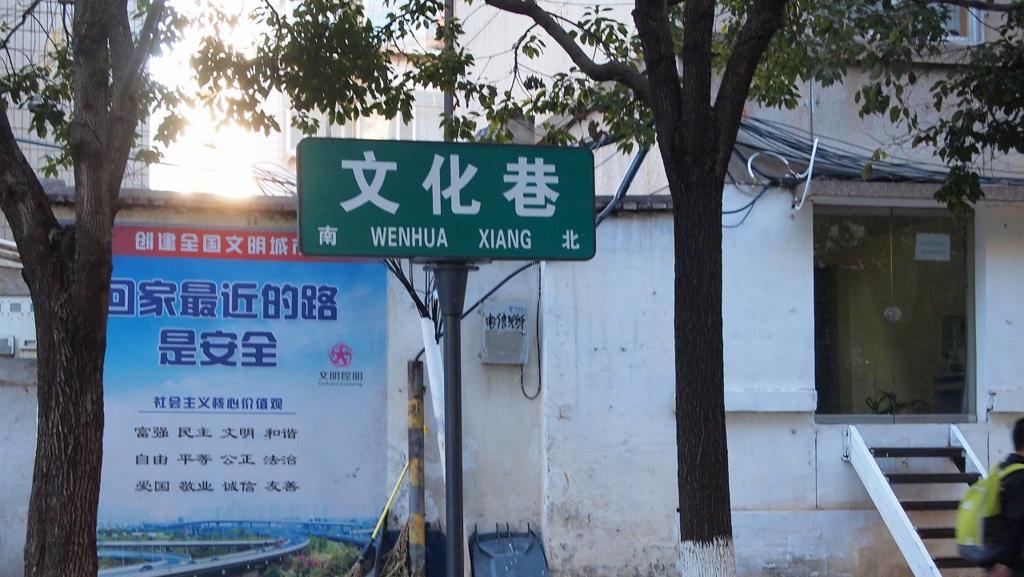 文化巷
南 WENHUA XIANG 北
创建全国文明城市
回家最近的路
是安全
文明昆明
社会主义核心价值观
富强 民主 文明 和谐
自由 平等 公正 法治
爱国 敬业 诚信 友善